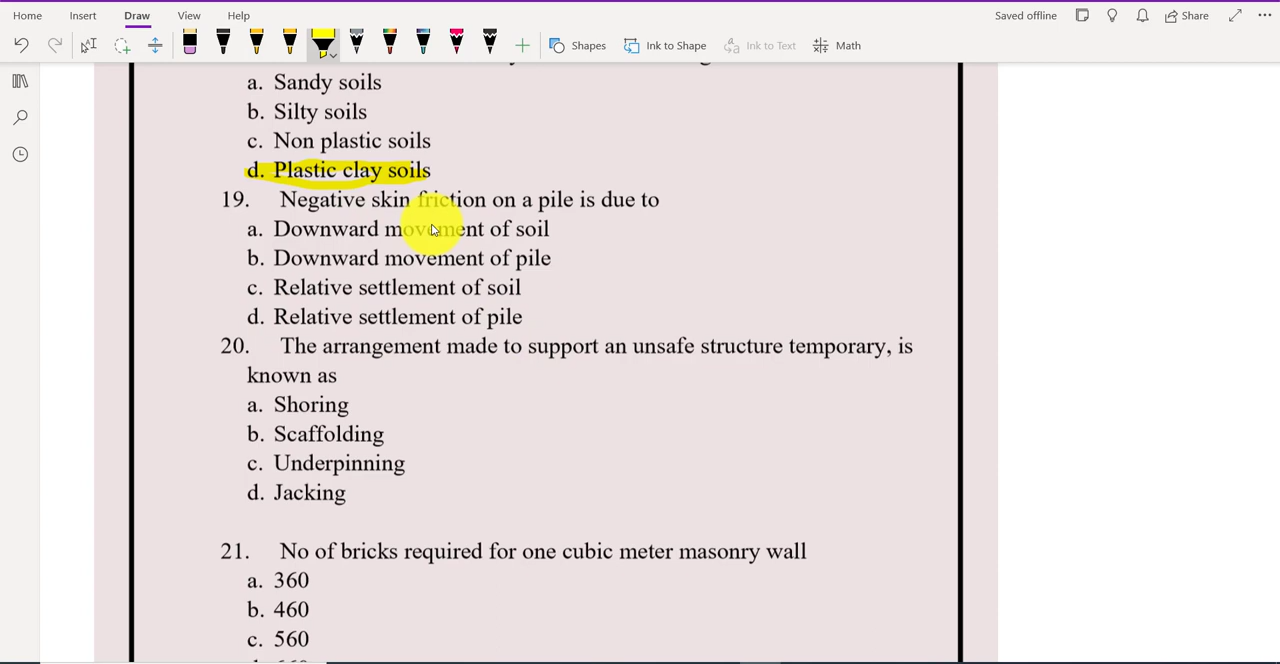 Home Insert Draw View Help Saved offline Share
Shapes Ink to Shape Ink to Text Math
a. Sandy soils
b. Silty soils
c. Non plastic soils
d. Plastic clay soils
19. Negative skin friction on a pile is due to
a. Downward movement of soil
b. Downward movement of pile
c. Relative settlement of soil
d. Relative settlement of pile
20. The arrangement made to support an unsafe structure temporary, is
known as
a. Shoring
b. Scaffolding
c. Underpinning
d. Jacking
21. No of bricks required for one cubic meter masonry wall
a. 360
b. 460
c. 560